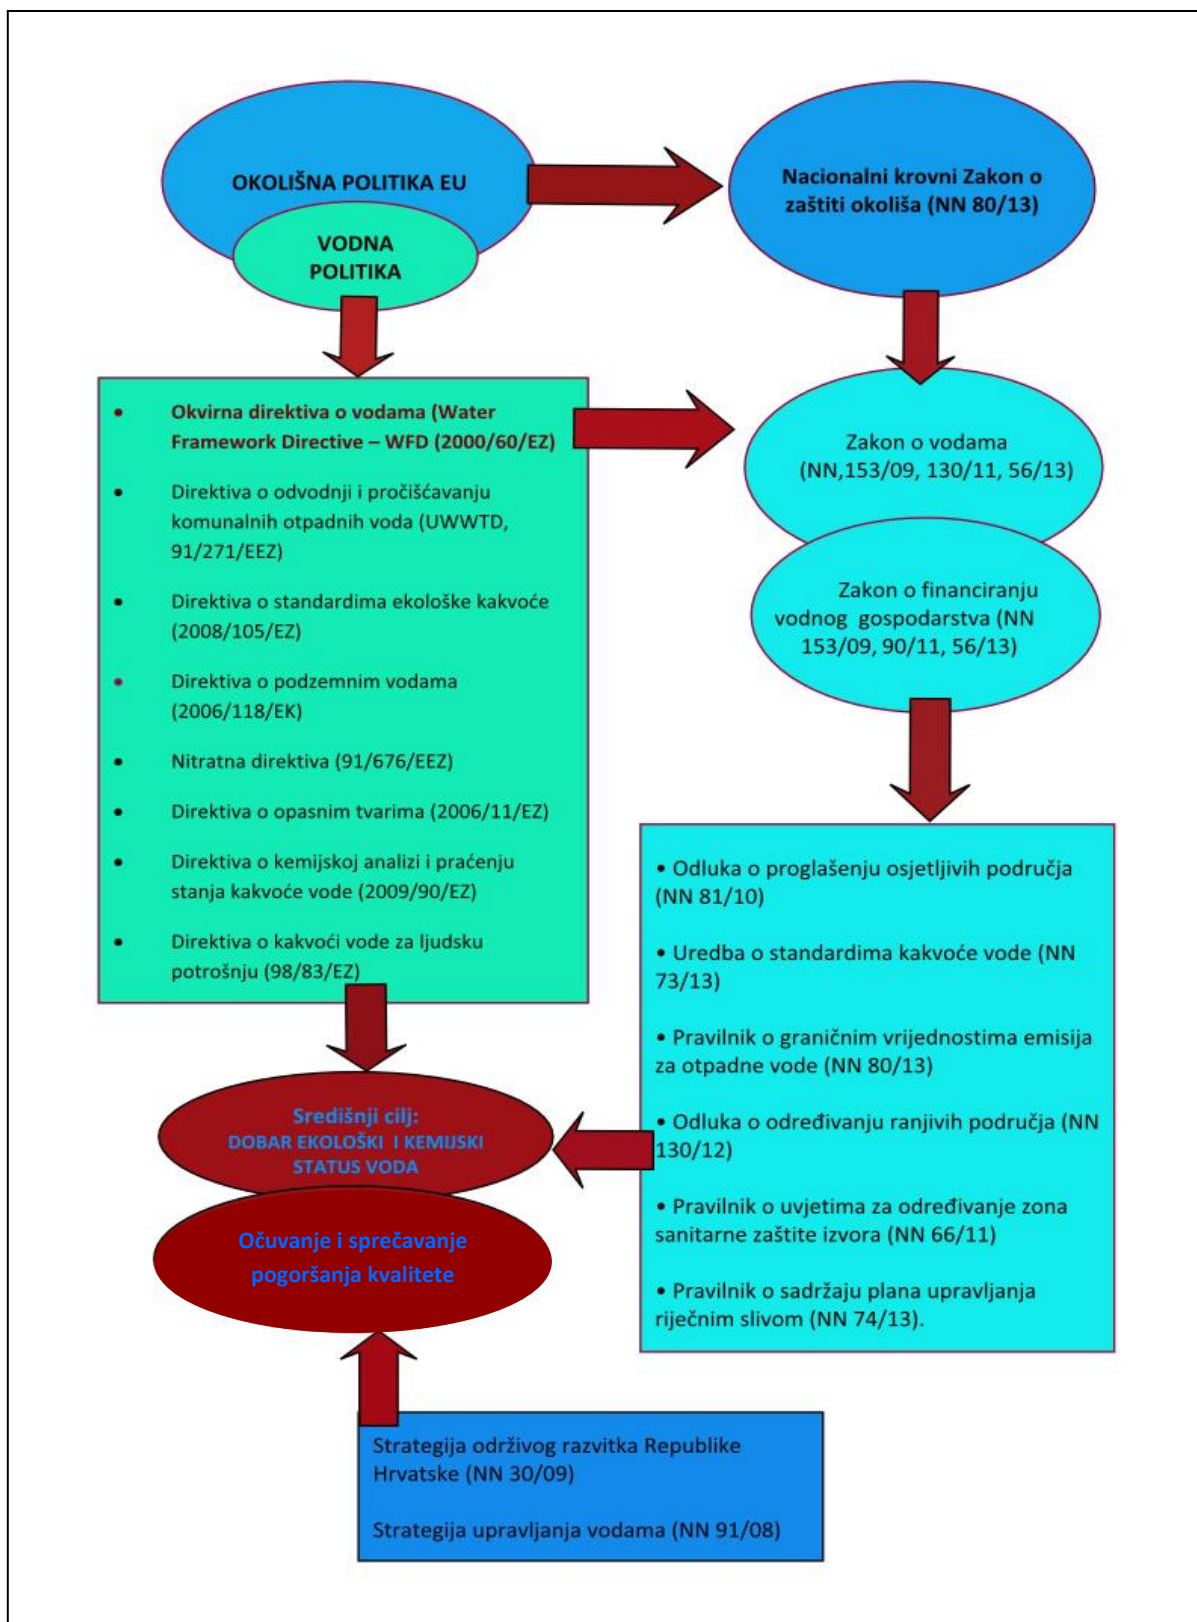 OKOLIŠNA POLITIKA EU
VODNA
POLITIKA
Nacionalni krovni Zakon o
zaštiti okoliša (NN 80/13)
• Okvirna direktiva o vodama (Water
Framework Directive – WFD (2000/60/EZ)
• Direktiva o odvodnji i pročišćavanju
komunalnih otpadnih voda (UWWTD,
91/271/EEZ)
• Direktiva o standardima ekološke kakvoće
(2008/105/EZ)
• Direktiva o podzemnim vodama
(2006/118/EK)
• Nitratna direktiva (91/676/EEZ)
• Direktiva o opasnim tvarima (2006/11/EZ)
• Direktiva o kemijskoj analizi i praćenju
stanja kakvoće vode (2009/90/EZ)
• Direktiva o kakvoći vode za ljudsku
potrošnju (98/83/EZ)
Zakon o vodama
(NN,153/09, 130/11, 56/13)
Zakon o financiranju
vodnog gospodarstva (NN
153/09, 90/11, 56/13)
• Odluka o proglašenju osjetljivih područja
(NN 81/10)
• Uredba o standardima kakvoće vode (NN
73/13)
• Pravilnik o graničnim vrijednostima emisija
za otpadne vode (NN 80/13)
• Odluka o određivanju ranjivih područja (NN
130/12)
• Pravilnik o uvjetima za određivanje zona
sanitarne zaštite izvora (NN 66/11)
• Pravilnik o sadržaju plana upravljanja
riječnim slivom (NN 74/13).
Središnji cilj:
DOBAR EKOLOŠKI I KEMIJSKI
STATUS VODA
Očuvanje i sprečavanje
pogoršanja kvalitete
Strategija održivog razvitka Republike
Hrvatske (NN 30/09)
Strategija upravljanja vodama (NN 91/08)